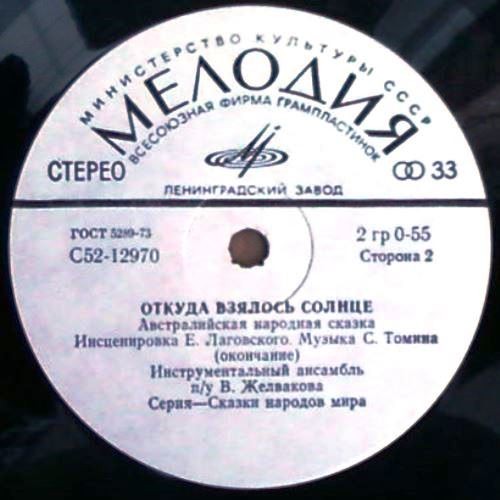 МИНИСТЕРСТВО КУЛЬТУРЫ СССР
МЕЛОДИЯ
ВСЕСОЮЗНАЯ ФИРМА ГРАМПЛАСТИНОК
СТЕРЕО
33
ЛЕНИНГРАДСКИЙ ЗАВОД
ГОСТ 5289-73
2 гр 0-55
С52-12970
Сторона 2
ОТКУДА ВЗЯЛОСЬ СОЛНЦЕ
Австралийская народная сказка
Инсценировка Е. Лаговского. Музыка С. Томина
(окончание)
Инструментальный ансамбль
п/у В. Желвакова
Серия—Сказки народов мира